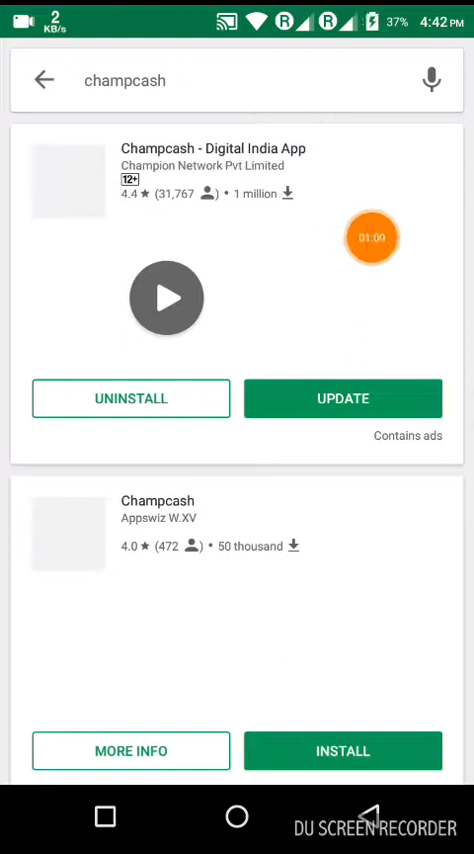 2
KB/s
R
R
37%
4:42 PM
champcash
Champcash - Digital India App
Champion Network Pvt Limited
12+
4.4 ★ (31,767 ) • 1 million
01:00
UNINSTALL
UPDATE
Contains ads
Champcash
Appswiz W.XV
4.0 ★ (472 ) • 50 thousand
MORE INFO
INSTALL
DU SCREEN RECORDER